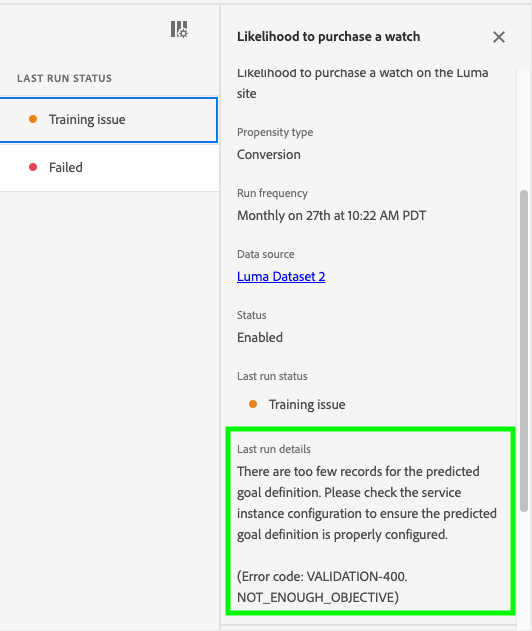 Likelihood to purchase a watch
LAST RUN STATUS
Training issue
Failed
Likelihood to purchase a watch on the Luma
site
Propensity type
Conversion
Run frequency
Monthly on 27th at 10:22 AM PDT
Data source
Luma Dataset 2
Status
Enabled
Last run status
Training issue
Last run details
There are too few records for the predicted
goal definition. Please check the service
instance configuration to ensure the predicted
goal definition is properly configured.
(Error code: VALIDATION-400.
NOT_ENOUGH_OBJECTIVE)